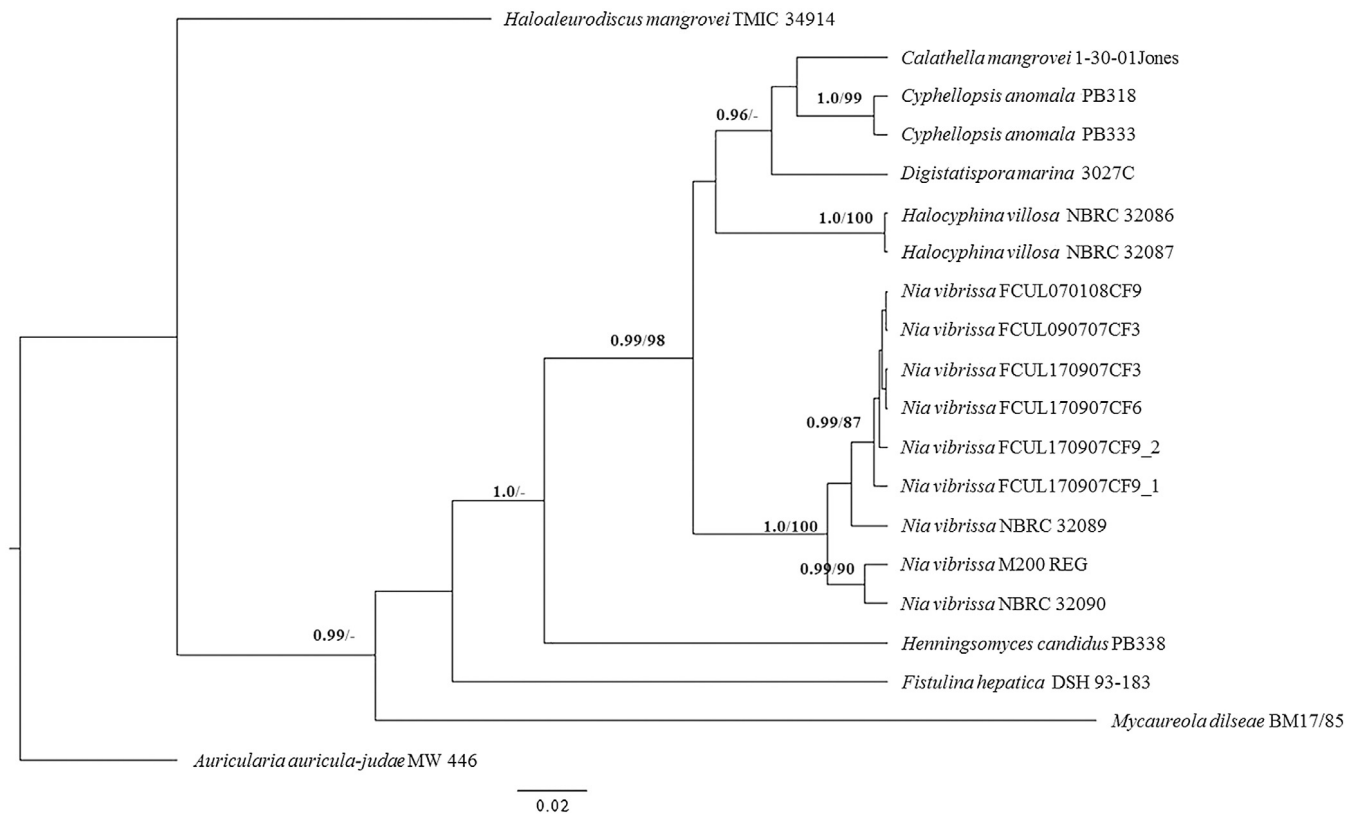 Haloaleurodiscus mangrovei TMIC 34914
Calathella mangrovei 1-30-01Jones
1.0/99
Cyphellopsis anomala PB318
0.96/-
Cyphellopsis anomala PB333
Digistatispora marina 3027C
1.0/100
Halocyphina villosa NBRC 32086
Halocyphina villosa NBRC 32087
Nia vibrissa FCUL070108CF9
Nia vibrissa FCUL090707CF3
0.99/98
Nia vibrissa FCUL170907CF3
Nia vibrissa FCUL170907CF6
0.99/87
Nia vibrissa FCUL170907CF9_2
Nia vibrissa FCUL170907CF9_1
1.0/-
1.0/100
Nia vibrissa NBRC 32089
0.99/90
Nia vibrissa M200 REG
Nia vibrissa NBRC 32090
0.99/-
Henningsomyces candidus PB338
Fistulina hepatica DSH 93-183
Mycaureola dilseae BM17/85
Auricularia auricula-judae MW 446
0.02